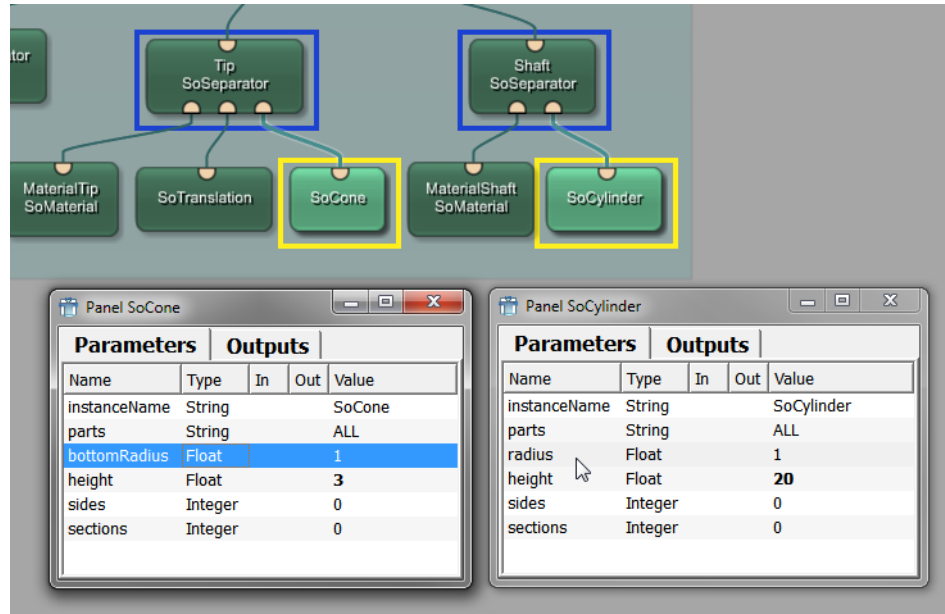 tor
Tip
SoSeparator
Shaft
SoSeparator
MaterialTip
SoMaterial
SoTranslation
SoCone
MaterialShaft
SoMaterial
SoCylinder
Panel SoCone
Parameters Outputs
Name Type In Out Value
instanceName String SoCone
parts String ALL
bottomRadius Float 1
height Float 3
sides Integer 0
sections Integer 0
Panel SoCylinder
Parameters Outputs
Name Type In Out Value
instanceName String SoCylinder
parts String ALL
radius Float 1
height Float 20
sides Integer 0
sections Integer 0